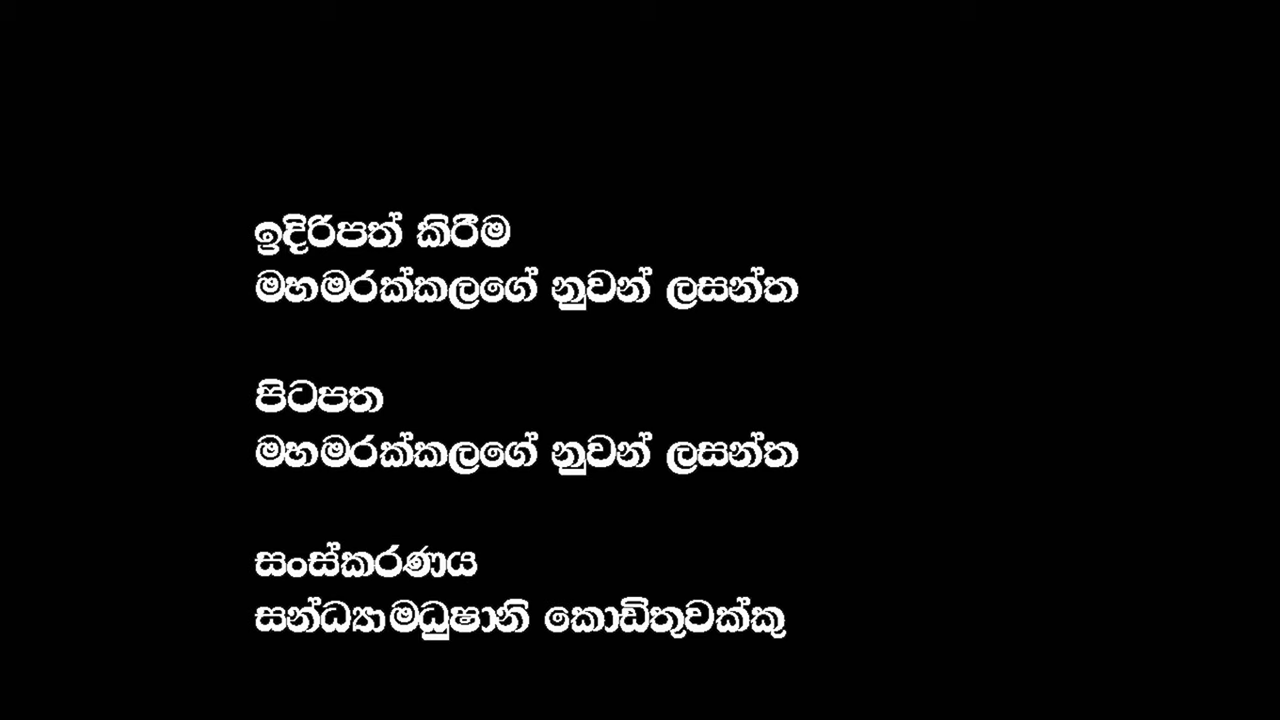 ඉදිරිපත් කිරීම
මහමරක්කලගේ නුවන් ලසන්ත
පිටපත
මහමරක්කලගේ නුවන් ලසන්ත
සංස්කරණය
සන්ධ්‍යාමධුෂානි කොඩිතුවක්කු